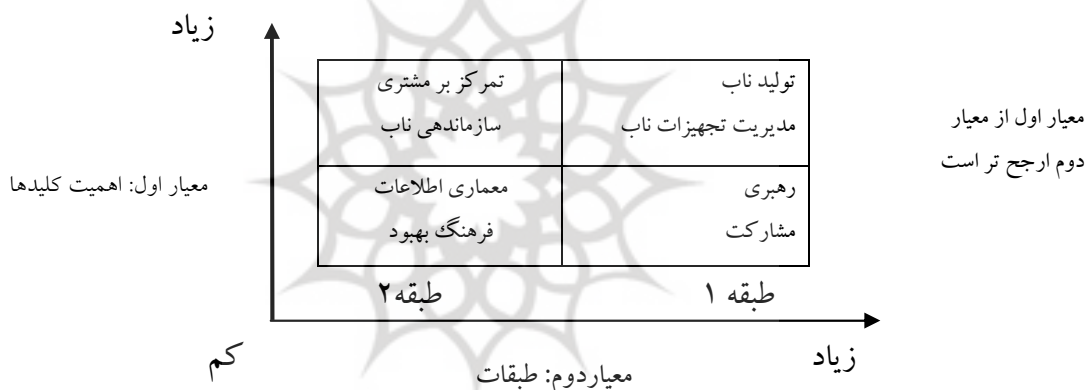 زیاد
تولید ناب
مدیریت تجهیزات ناب
تمرکز بر مشتری
سازماندهی ناب
معیار اول از معیار
دوم ارجح تر است
معیار اول: اهمیت کلیدها
رهبری
مشارکت
معماری اطلاعات
فرهنگ بهبود
طبقه ۱
طبقه۲
زیاد
کم
معیاردوم: طبقات